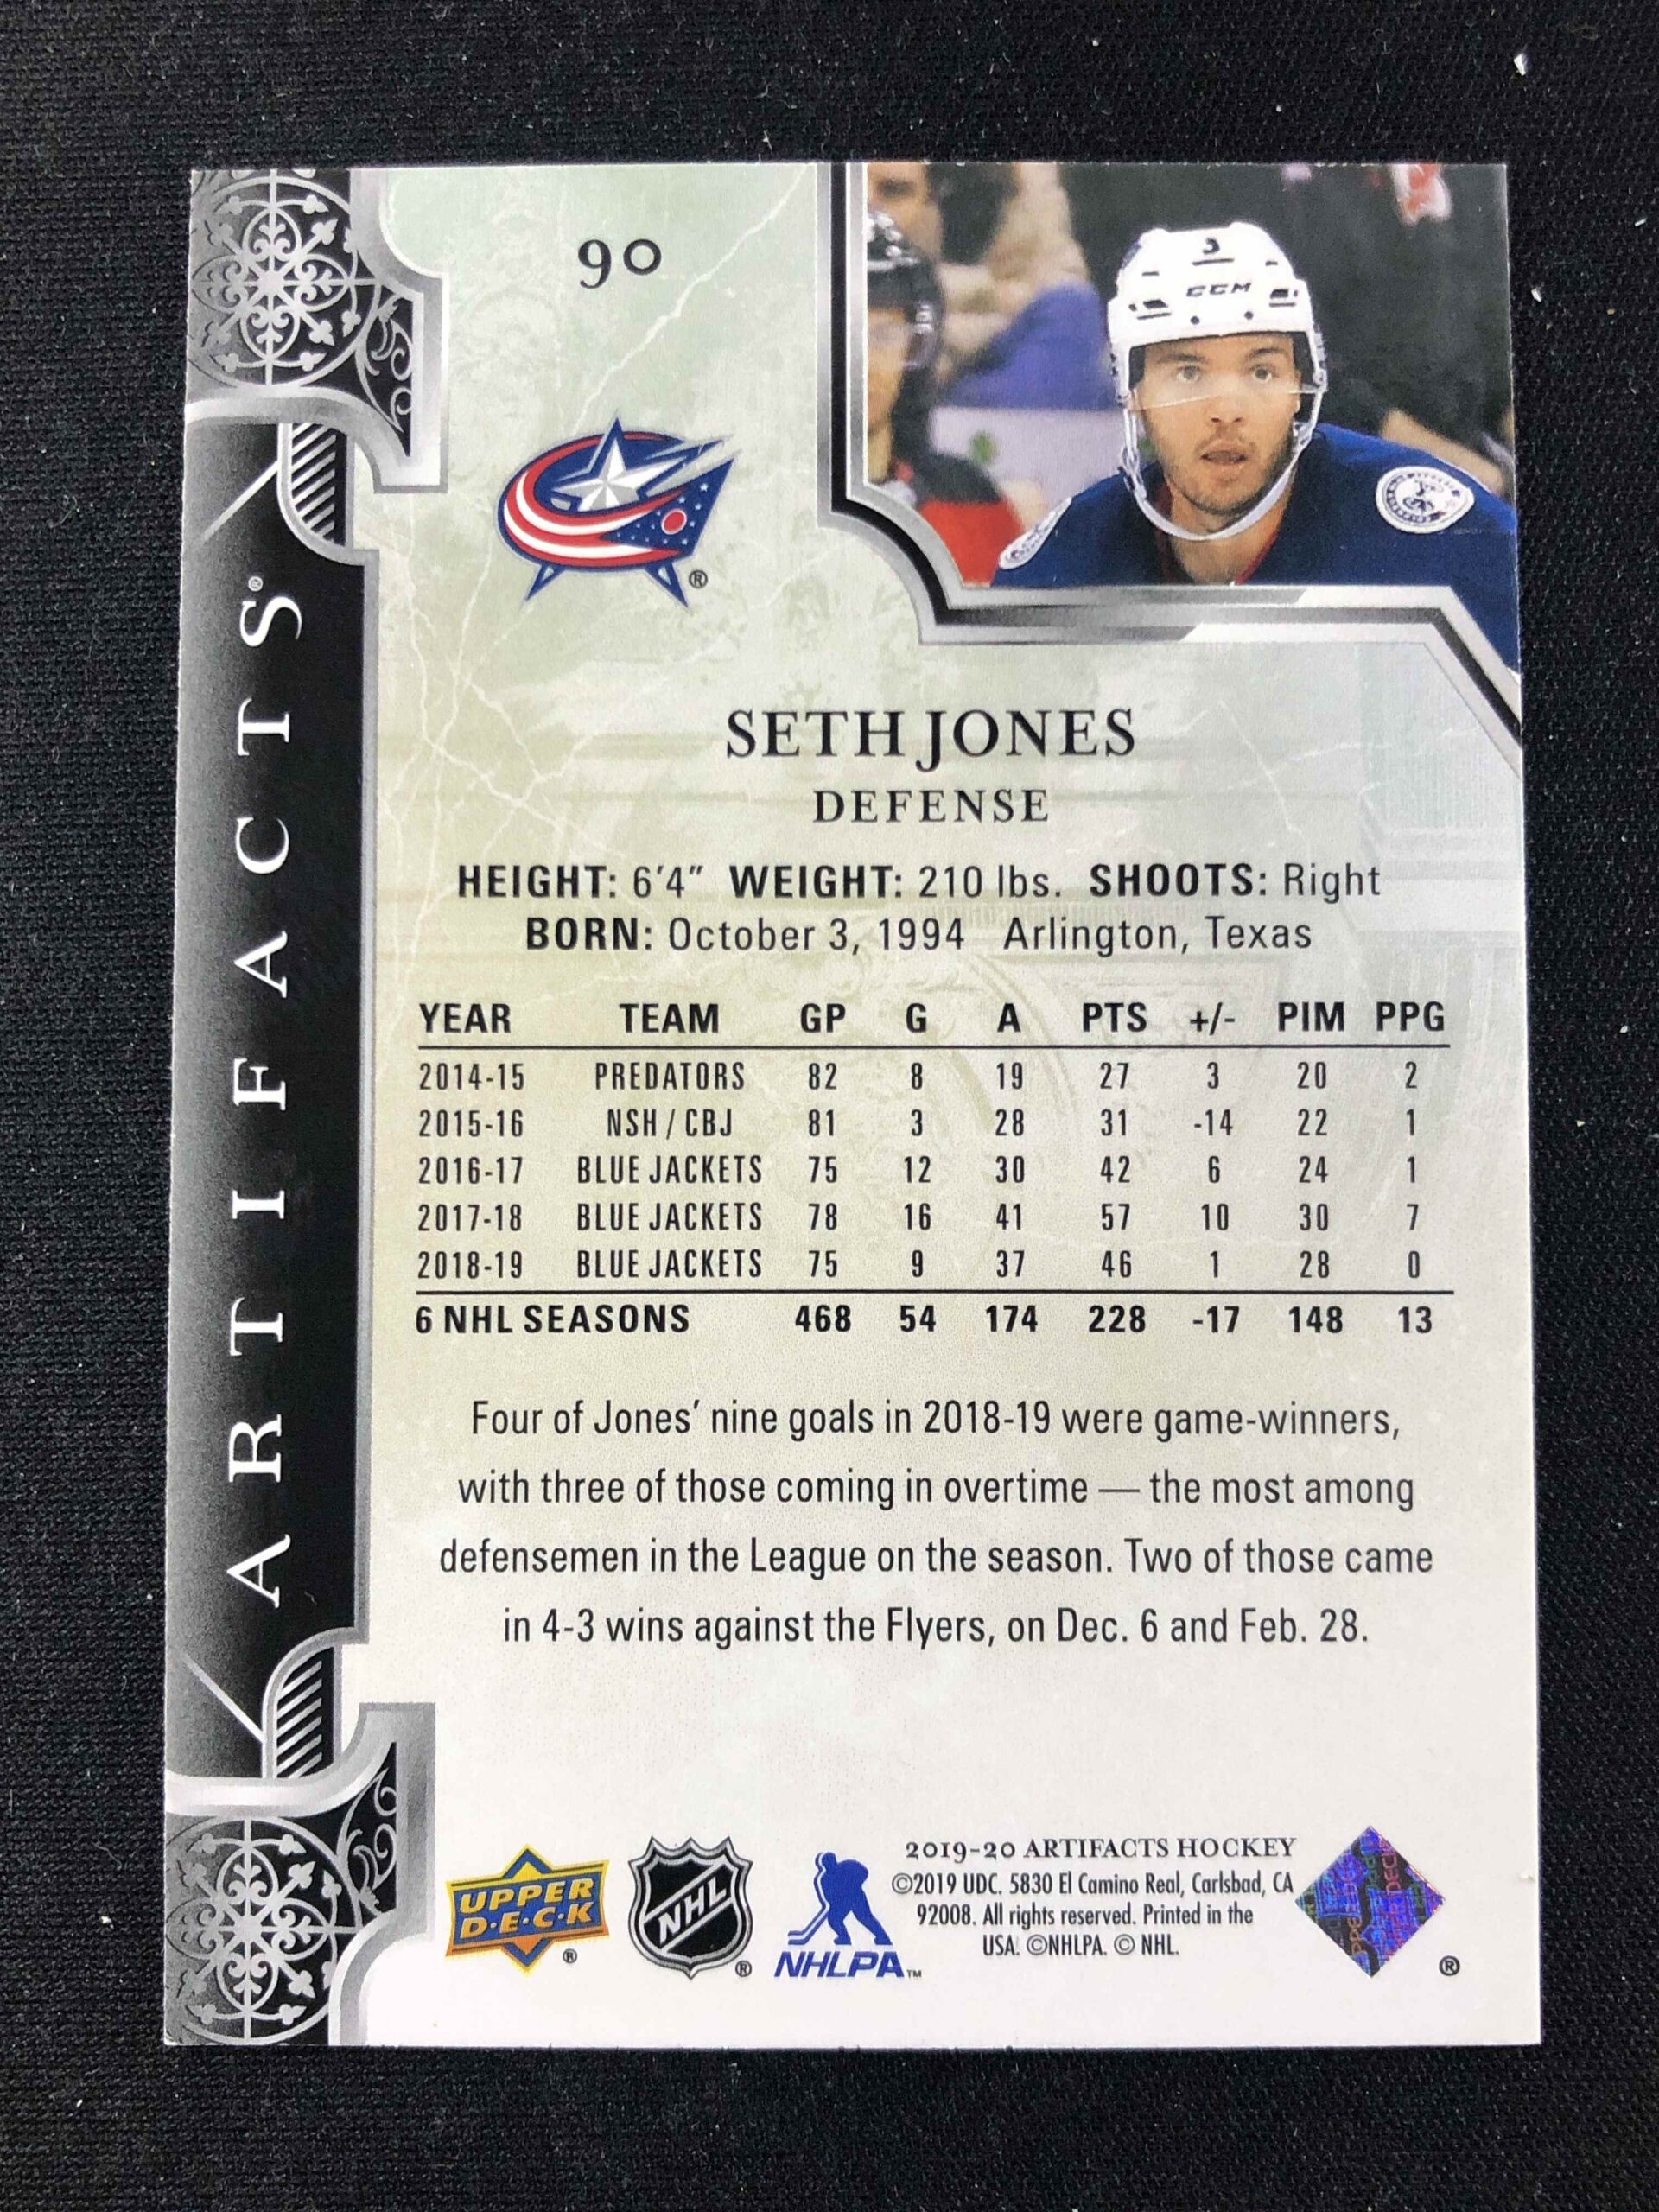 90
3
CCM
®
ARTIFACTS®
SETH JONES
DEFENSE
HEIGHT: 6'4" WEIGHT: 210 lbs. SHOOTS: Right
BORN: October 3, 1994 Arlington, Texas
YEAR TEAM GP G A PTS +/- PIM PPG
2014-15 PREDATORS 82 8 19 27 3 20 2
2015-16 NSH / CBJ 81 3 28 31 -14 22 1
2016-17 BLUE JACKETS 75 12 30 42 6 24 1
2017-18 BLUE JACKETS 78 16 41 57 10 30 7
2018-19 BLUE JACKETS 75 9 37 46 1 28 0
6 NHL SEASONS 468 54 174 228 -17 148 13
Four of Jones' nine goals in 2018-19 were game-winners,
with three of those coming in overtime — the most among
defensemen in the League on the season. Two of those came
in 4-3 wins against the Flyers, on Dec. 6 and Feb. 28.
UPPER
D·E·C·K
®
NHL
®
NHLPA™
2019-20 ARTIFACTS HOCKEY
©2019 UDC. 5830 El Camino Real, Carlsbad, CA
92008. All rights reserved. Printed in the
USA. ©NHLPA. © NHL.
®